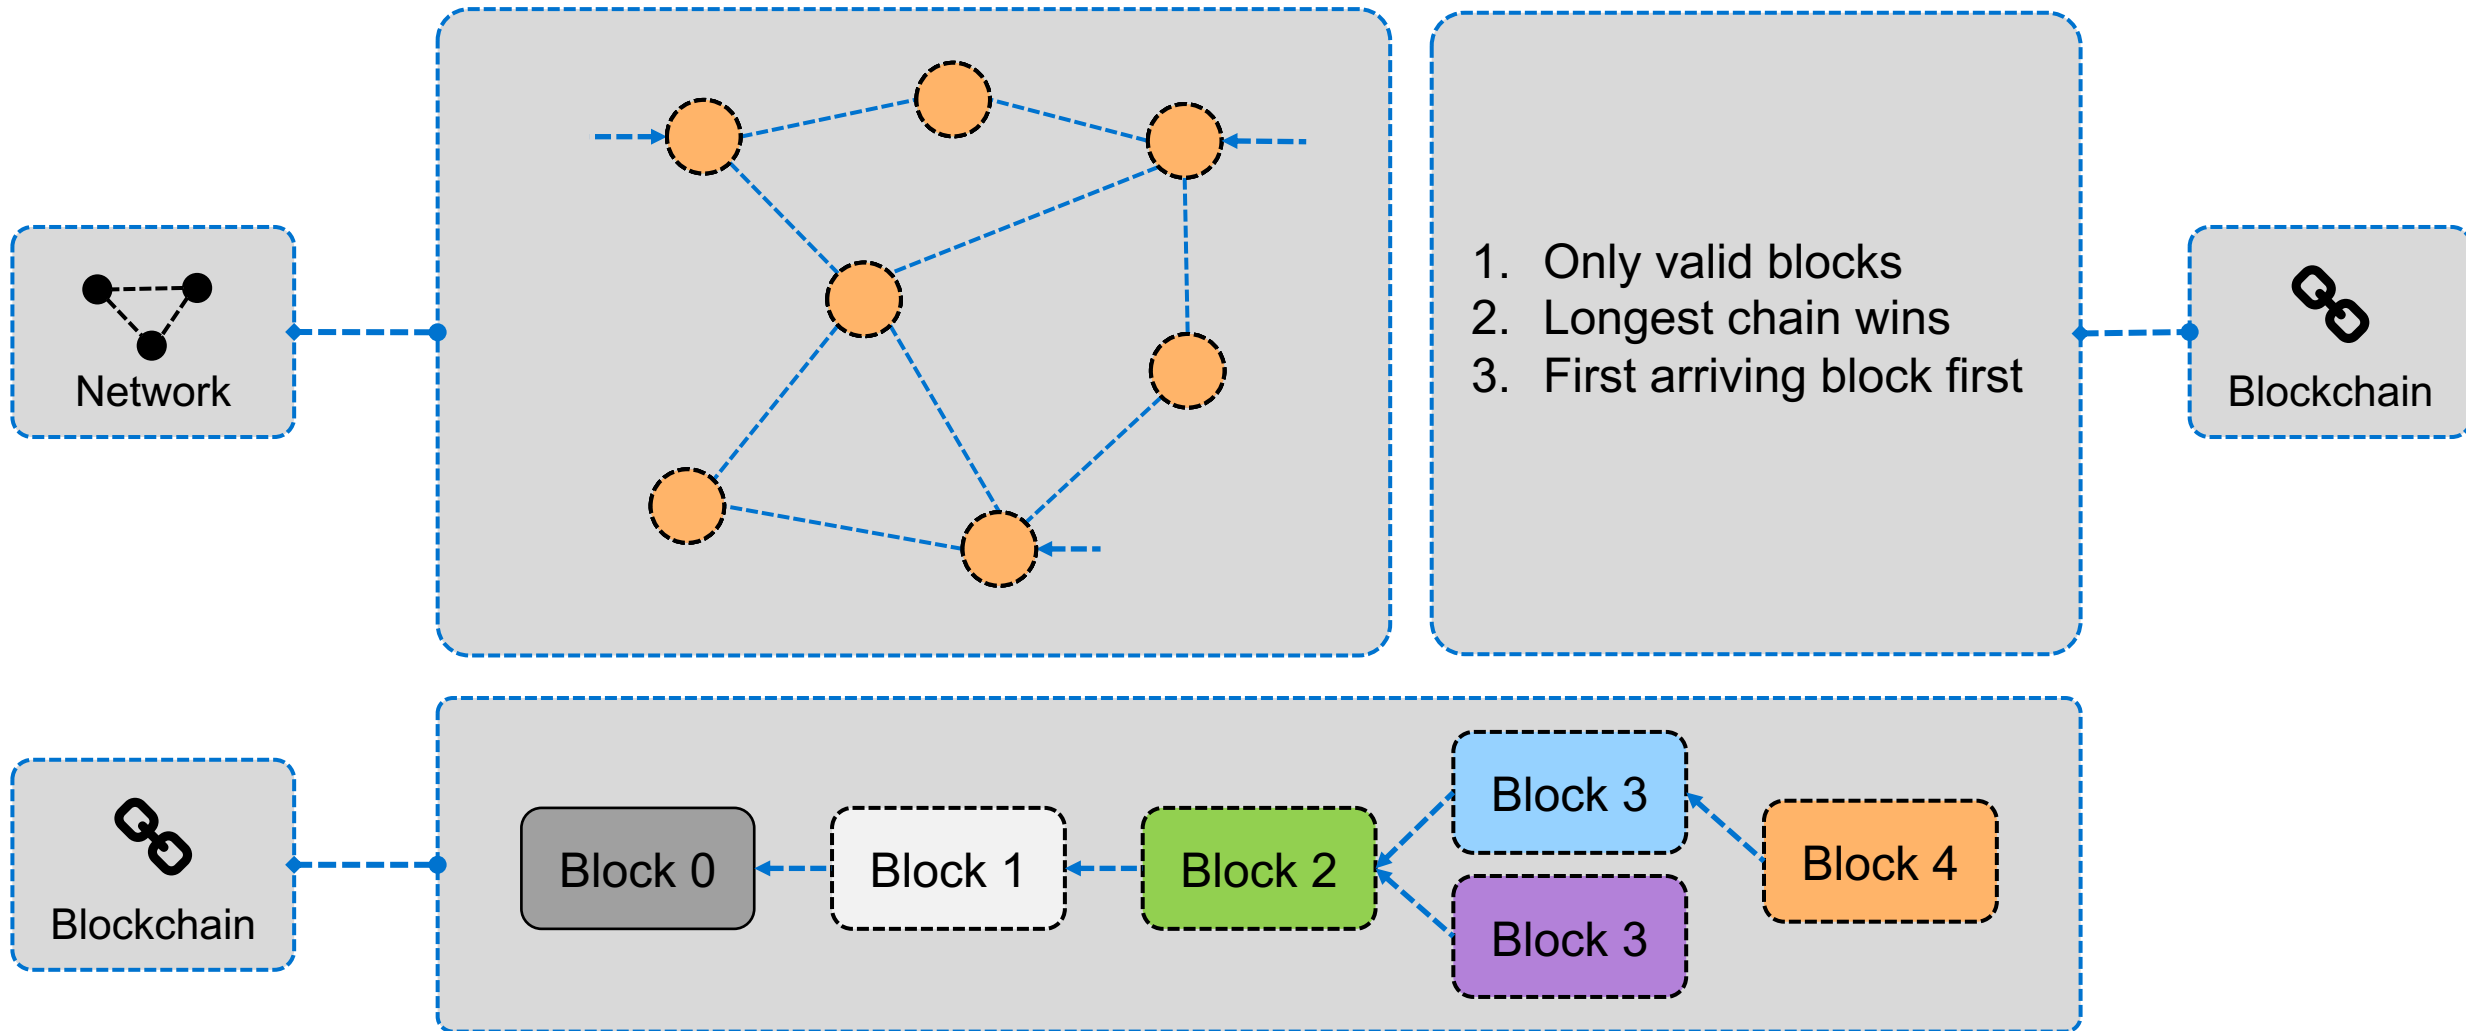 Network
1. Only valid blocks
2. Longest chain wins
3. First arriving block first
Blockchain
Blockchain
Block 0
Block 1
Block 2
Block 3
Block 3
Block 4